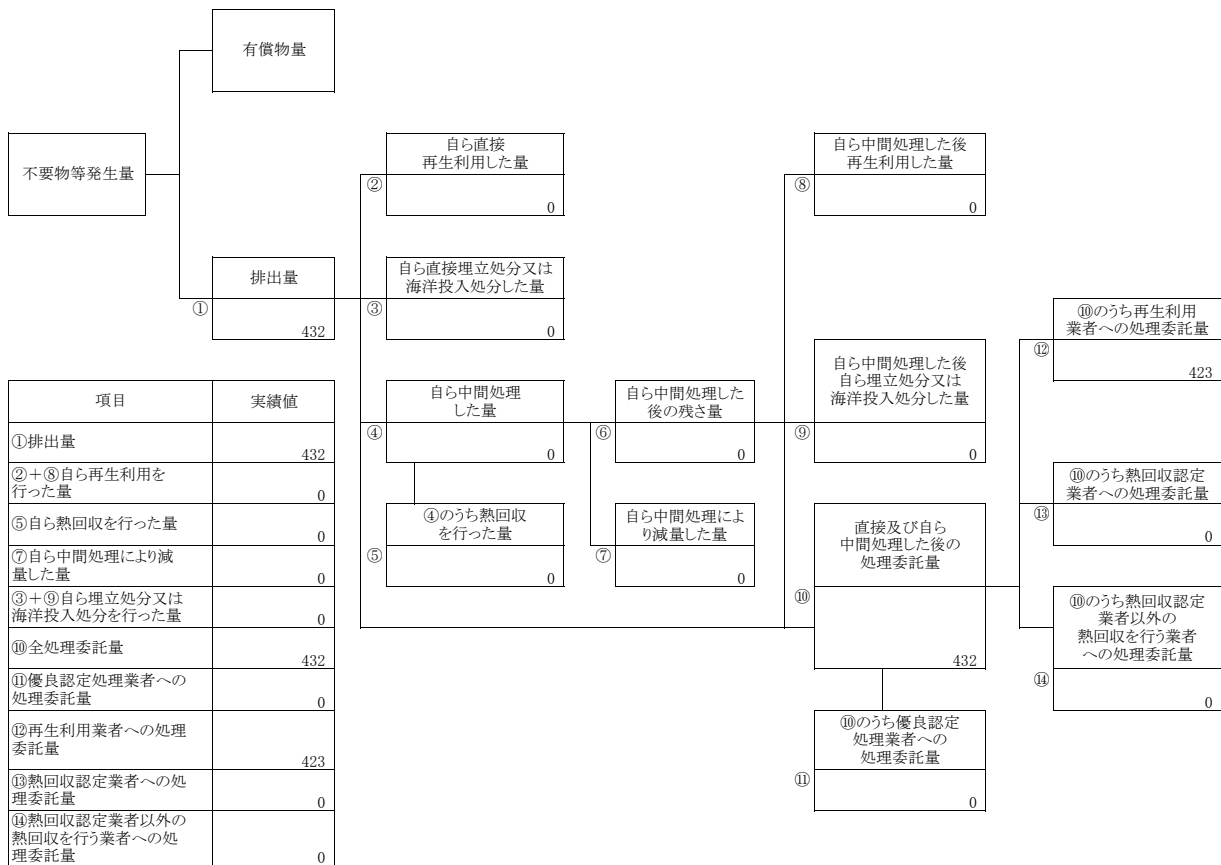 有償物量
不要物等発生量
自ら直接
再生利用した量
②
0
自ら中間処理した後
再生利用した量
⑧
0
排出量
①
432
自ら直接埋立処分又は
海洋投入処分した量
③
0
⑩のうち再生利用
業者への処理委託量
⑫
423
自ら中間処理
した量
④
0
自ら中間処理した
後の残さ量
⑥
0
自ら中間処理した後
自ら埋立処分又は
海洋投入処分した量
⑨
0
⑩のうち熱回収認定
業者への処理委託量
⑬
0
④のうち熱回収
を行った量
⑤
0
自ら中間処理によ
り減量した量
⑦
0
直接及び自ら
中間処理した後の
処理委託量
⑩
432
⑩のうち熱回収認定
業者以外の
熱回収を行う業者
への処理委託量
⑭
0
⑩のうち優良認定
処理業者への
処理委託量
⑪
0
項目 実績値
①排出量
432
②＋⑧自ら再生利用を
行った量
0
⑤自ら熱回収を行った量
0
⑦自ら中間処理により減
量した量
0
③＋⑨自ら埋立処分又は
海洋投入処分を行った量
0
⑩全処理委託量
432
⑪優良認定処理業者への
処理委託量
0
⑫再生利用業者への処理
委託量
423
⑬熱回収認定業者への処
理委託量
0
⑭熱回収認定業者以外の
熱回収を行う業者への処
理委託量
0